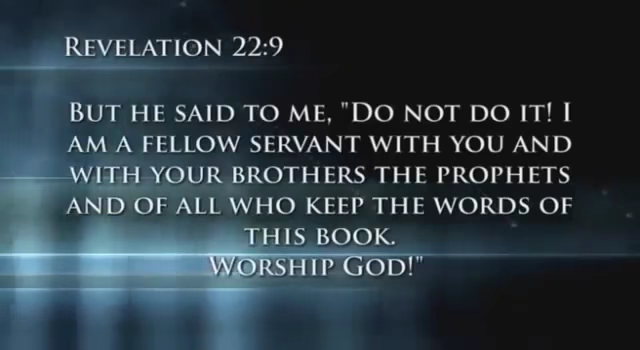 Revelation 22:9
But he said to me, "Do not do it! I
am a fellow servant with you and
with your brothers the prophets
and of all who keep the words of
this book.
Worship God!"